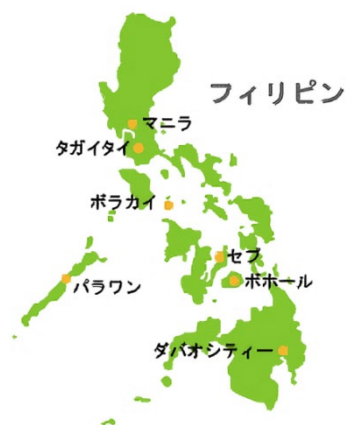 フィリピン
マニラ
タガイタイ
ボラカイ
セブ
ボホール
パラワン
ダバオシティー